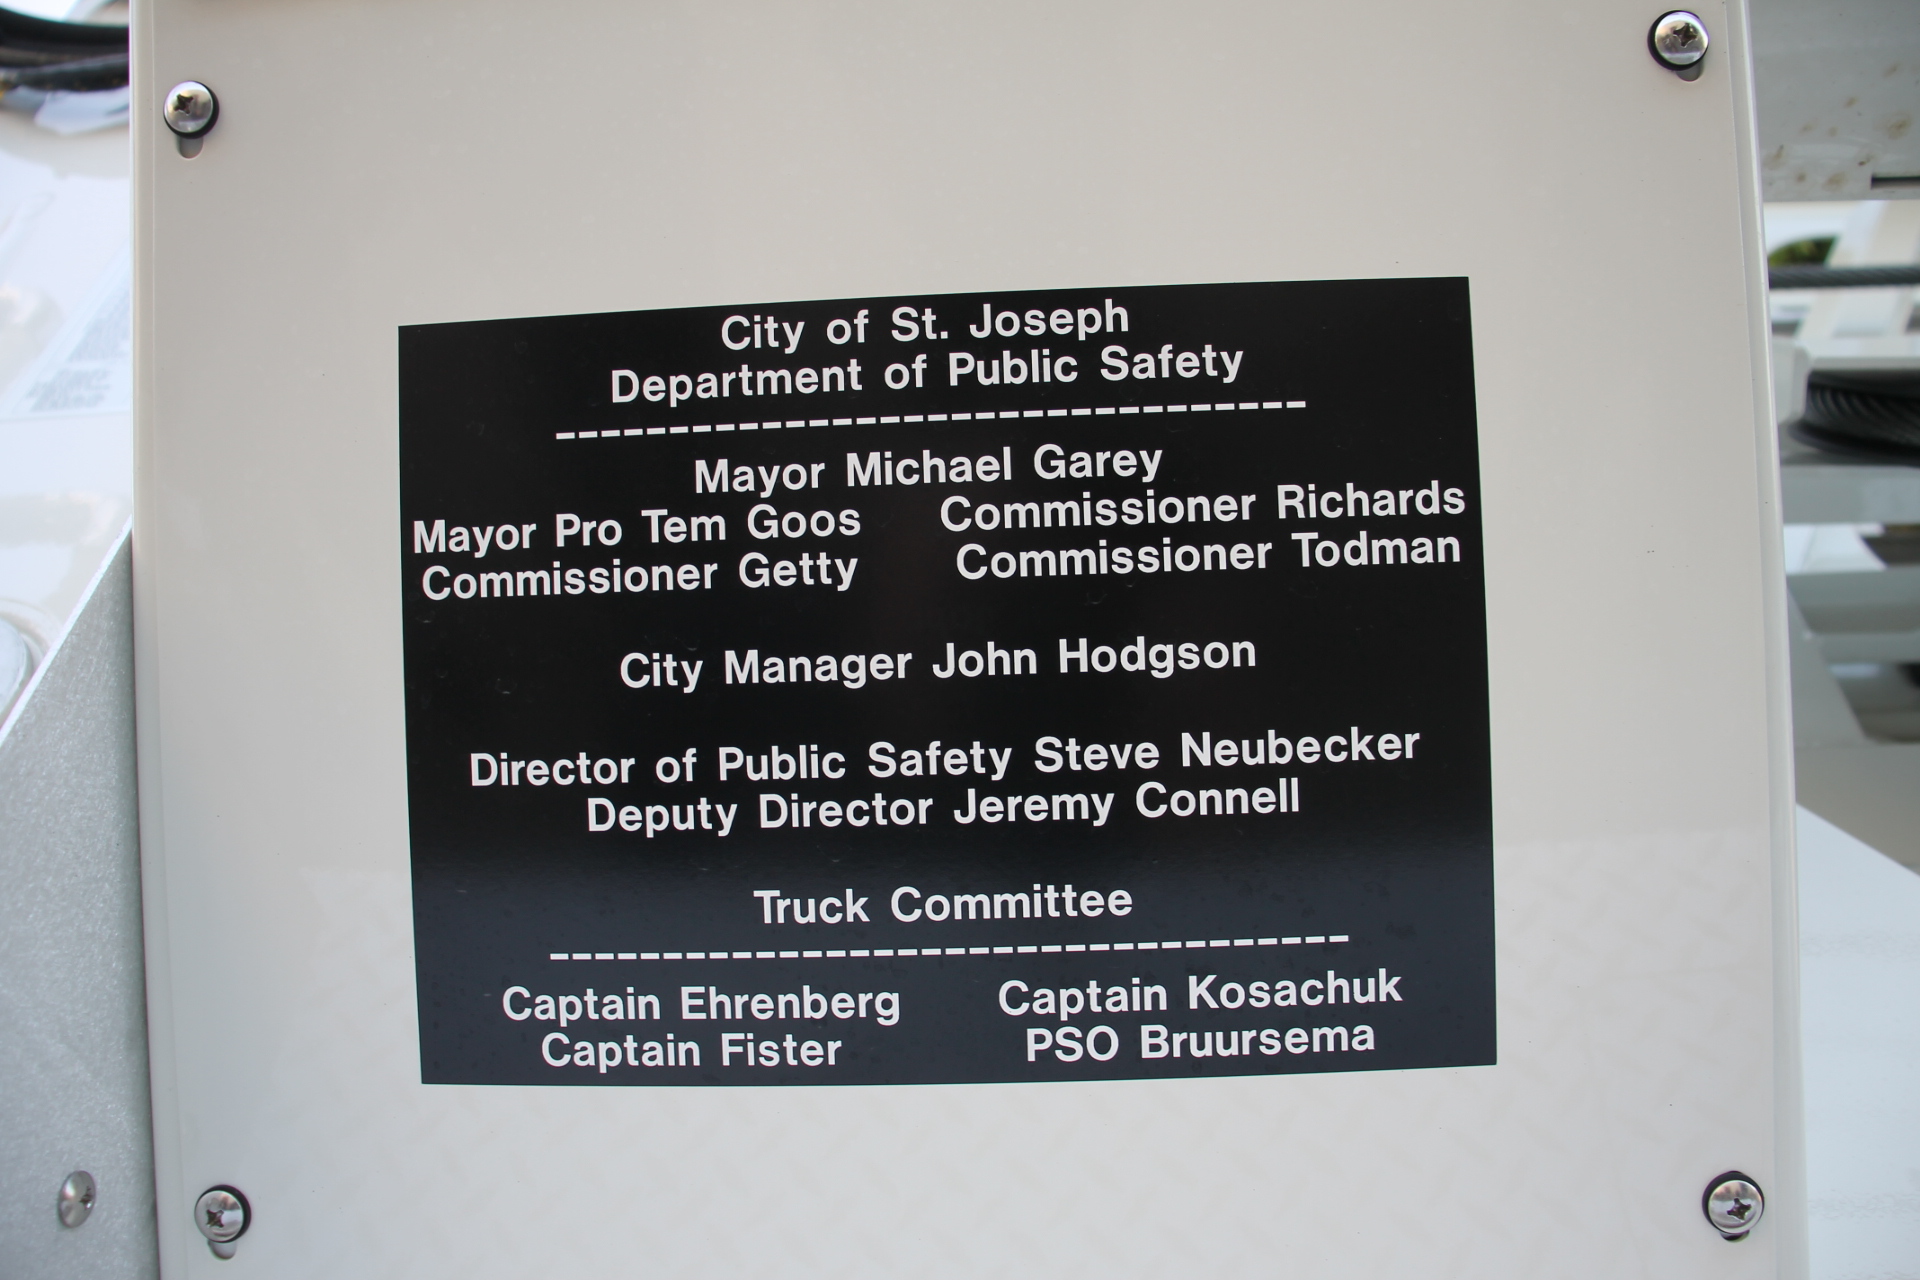 City of St. Joseph
Department of Public Safety
---------------------------------
Mayor Michael Garey
Mayor Pro Tem Goos Commissioner Richards
Commissioner Getty Commissioner Todman
City Manager John Hodgson
Director of Public Safety Steve Neubecker
Deputy Director Jeremy Connell
Truck Committee
-----------------------------------
Captain Ehrenberg Captain Kosachuk
Captain Fister PSO Bruursema